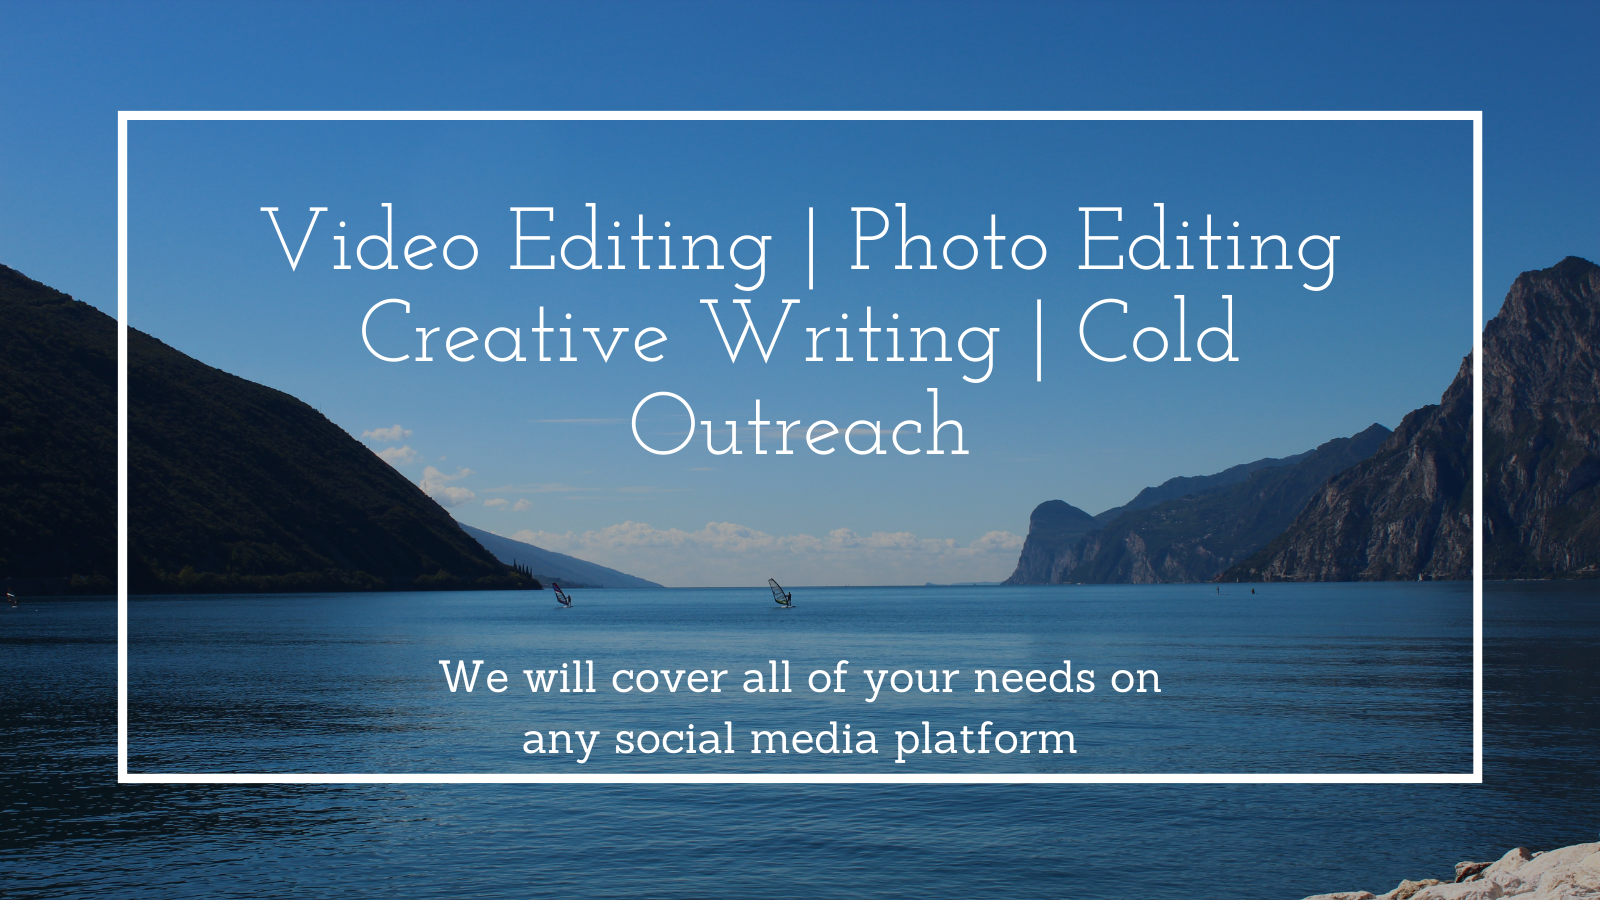 Video Editing | Photo Editing
Creative Writing | Cold
Outreach
We will cover all of your needs on
any social media platform